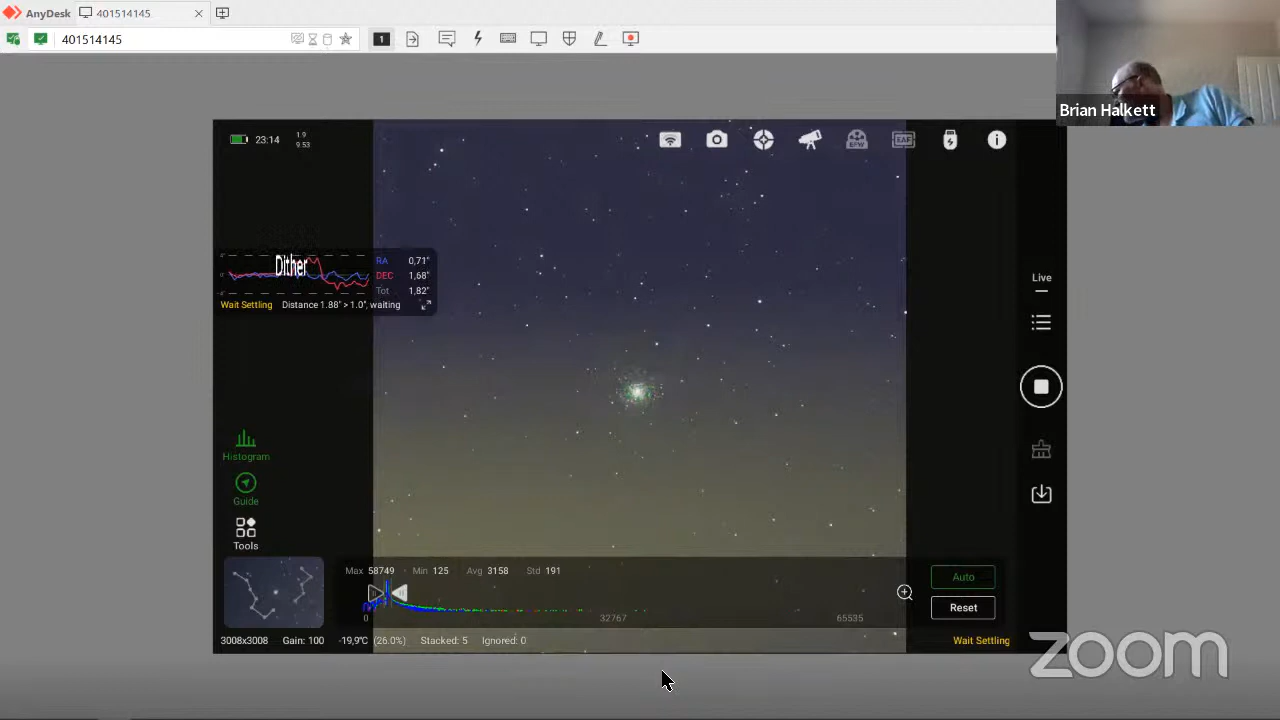 AnyDesk
401514145
401514145
1
Brian Halkett
23:14
1.9
9.53
EFW
EAF
Dither
RA 0,71"
DEC 1,68"
Tot 1,82"
Wait Settling Distance 1.88" > 1.0", waiting
Live
Histogram
Guide
Tools
Max 58749 Min 125 Avg 3158 Std 191
Auto
Reset
0 32767 65535
3008x3008 Gain: 100 -19,9°C (26.0%) Stacked: 5 Ignored: 0
Wait Settling
zoom